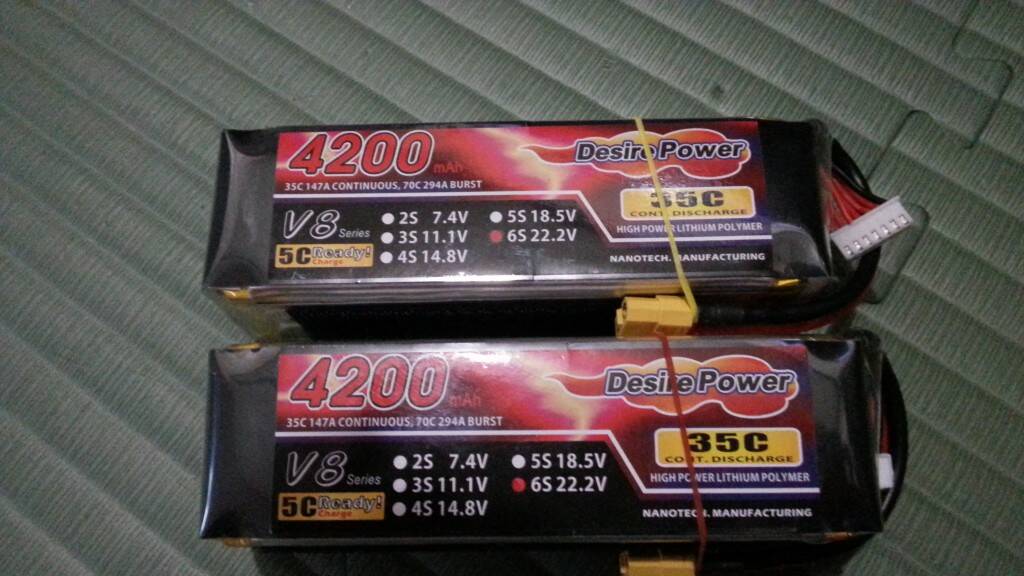 4200 mAh
35C 147A CONTINUOUS, 70C 294A BURST
Desire Power
35C
CONT. DISCHARGE
HIGH POWER LITHIUM POLYMER
NANOTECH. MANUFACTURING
V8 Series
5C Ready!
Charge
2S 7.4V
3S 11.1V
4S 14.8V
5S 18.5V
6S 22.2V
4200 mAh
35C 147A CONTINUOUS, 70C 294A BURST
Desire Power
35C
CONT. DISCHARGE
HIGH POWER LITHIUM POLYMER
NANOTECH. MANUFACTURING
V8 Series
5C Ready!
Charge
2S 7.4V
3S 11.1V
4S 14.8V
5S 18.5V
6S 22.2V